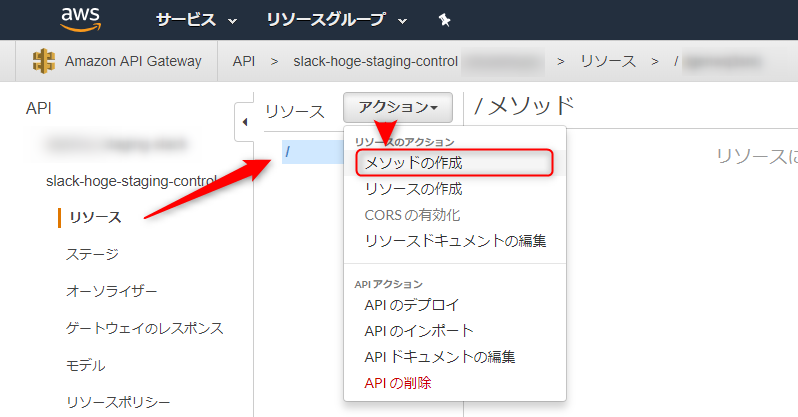 aws
サービス
リソースグループ
Amazon API Gateway
API > slack-hoge-staging-control > リソース > /
API
slack-hoge-staging-control
リソース
ステージ
オーソライザー
ゲートウェイのレスポンス
モデル
リソースポリシー
リソース
アクション
/
リソースのアクション
メソッドの作成
リソースの作成
CORS の有効化
リソースドキュメントの編集
API アクション
API のデプロイ
API のインポート
API ドキュメントの編集
API の削除
/ メソッド
リソースに